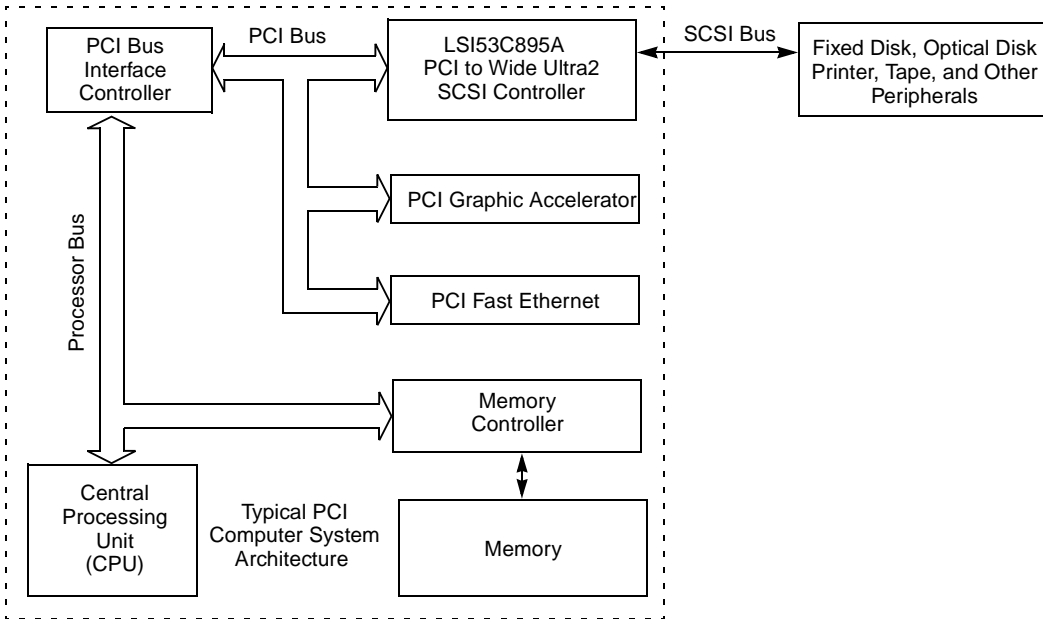 PCI Bus
Interface
Controller
PCI Bus
LSI53C895A
PCI to Wide Ultra2
SCSI Controller
SCSI Bus
Fixed Disk, Optical Disk
Printer, Tape, and Other
Peripherals
PCI Graphic Accelerator
Processor Bus
PCI Fast Ethernet
Memory
Controller
Central
Processing
Unit
(CPU)
Typical PCI
Computer System
Architecture
Memory